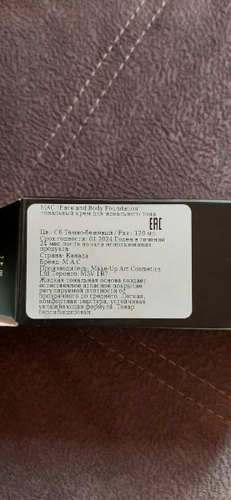 MAC 'Face and Body Foundation'
тональный крем для идеального тона
EAC
Цв.: C6 Темно-бежевый / Раз.: 120 мл
Срок годности: 01.2024 Годен в течение
24 мес после начала использования
продукта
Страна: Канада
Бренд: M.A.C
Производитель: Make-Up Art Cosmetics
Ltd Торонто, M5V 1R7
Жидкая тональная основа создает
естественное атласное покрытие
регулируемой плотности от
прозрачного до среднего. Легкая,
комфортная текстура, устойчивая
увлажняющая формула. Товар
сертифицирован.